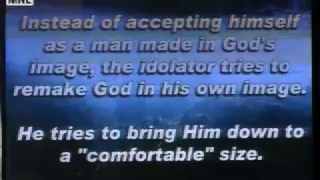 MNL
Instead of accepting himself
as a man made in God's
image, the idolator tries to
remake God in his own image.
He tries to bring Him down to
a "comfortable" size.